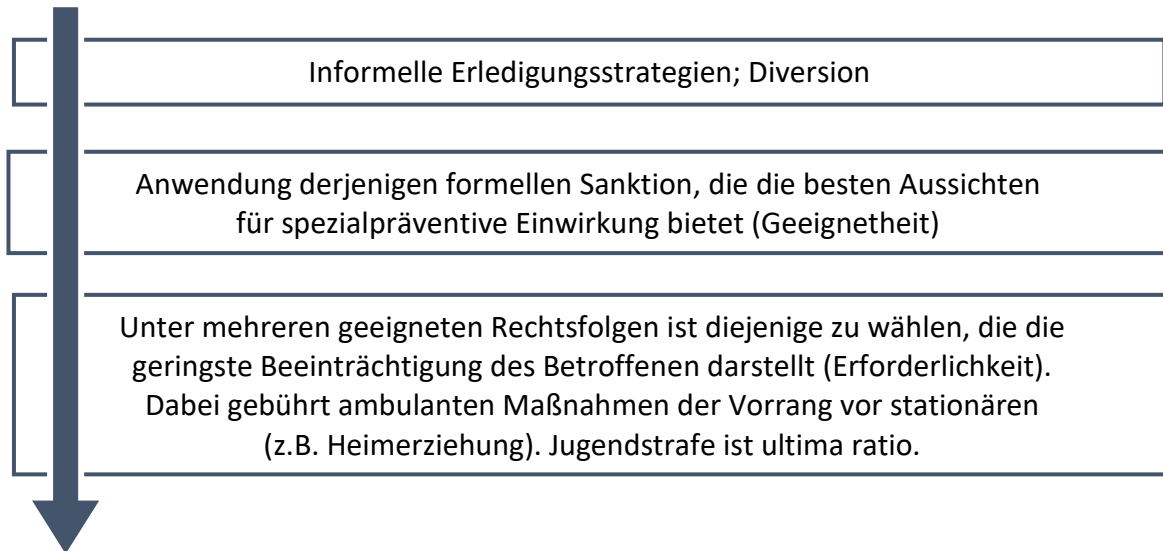 Informelle Erledigungsstrategien; Diversion
Anwendung derjenigen formellen Sanktion, die die besten Aussichten
für spezialpräventive Einwirkung bietet (Geeignetheit)
Unter mehreren geeigneten Rechtsfolgen ist diejenige zu wählen, die die
geringste Beeinträchtigung des Betroffenen darstellt (Erforderlichkeit).
Dabei gebührt ambulanten Maßnahmen der Vorrang vor stationären
(z.B. Heimerziehung). Jugendstrafe ist ultima ratio.